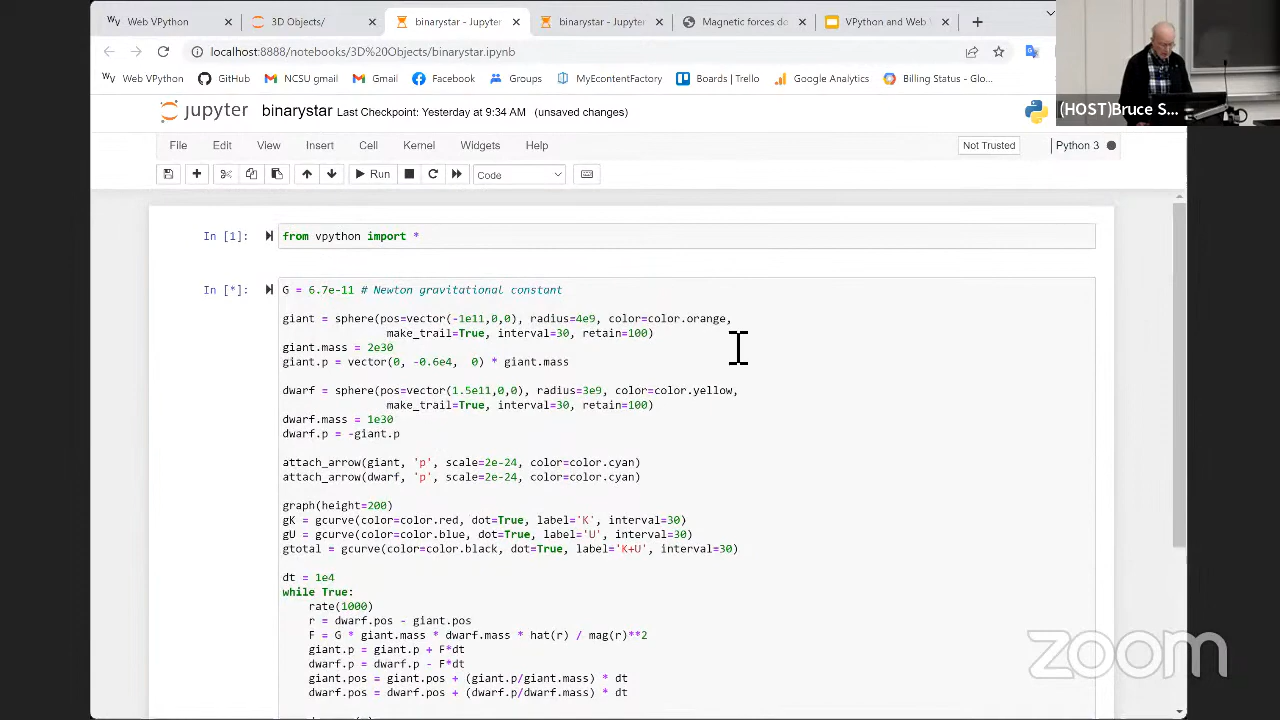 Web VPython
3D Objects/
binarystar - Jupyter
binarystar - Jupyter
Magnetic forces do
VPython and Web V
localhost:8888/notebooks/3D%20Objects/binarystar.ipynb
Web VPython
GitHub
NCSU gmail
Gmail
Facebook
Groups
MyContentFactory
Boards | Trello
Google Analytics
Billing Status - Glo...
(HOST)Bruce S...
jupyter
binarystar
Last Checkpoint: Yesterday at 9:34 AM
(unsaved changes)
File
Edit
View
Insert
Cell
Kernel
Widgets
Help
Not Trusted
Python 3
Run
Code
In [1]:
from vpython import *
In [*]:
G = 6.7e-11 # Newton gravitational constant
giant = sphere(pos=vector(-1e11,0,0), radius=4e9, color=color.orange,
make_trail=True, interval=30, retain=100)
giant.mass = 2e30
giant.p = vector(0, -0.6e4, 0) * giant.mass
dwarf = sphere(pos=vector(1.5e11,0,0), radius=3e9, color=color.yellow,
make_trail=True, interval=30, retain=100)
dwarf.mass = 1e30
dwarf.p = -giant.p
attach_arrow(giant, 'p', scale=2e-24, color=color.cyan)
attach_arrow(dwarf, 'p', scale=2e-24, color=color.cyan)
graph(height=200)
gK = gcurve(color=color.red, dot=True, label='K', interval=30)
gU = gcurve(color=color.blue, dot=True, label='U', interval=30)
gtotal = gcurve(color=color.black, dot=True, label='K+U', interval=30)
dt = 1e4
while True:
rate(1000)
r = dwarf.pos - giant.pos
F = G * giant.mass * dwarf.mass * hat(r) / mag(r)**2
giant.p = giant.p + F*dt
dwarf.p = dwarf.p - F*dt
giant.pos = giant.pos + (giant.p/giant.mass) * dt
dwarf.pos = dwarf.pos + (dwarf.p/dwarf.mass) * dt
zoom